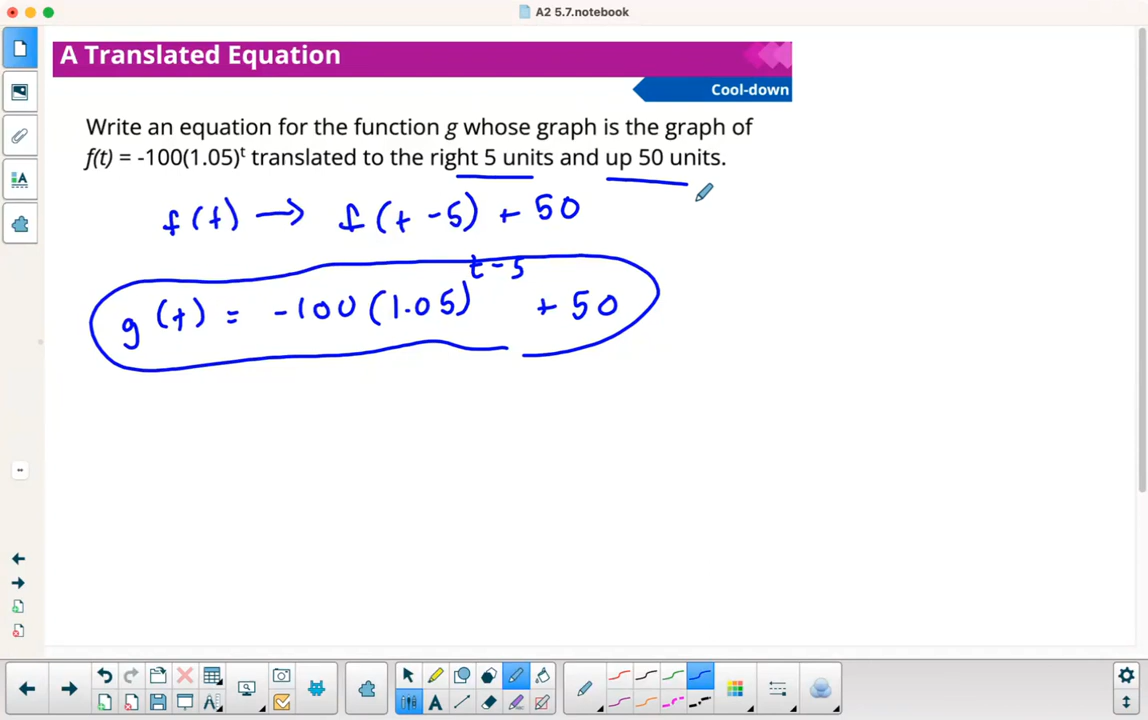 A2 5.7.notebook
A Translated Equation
Cool-down
Write an equation for the function g whose graph is the graph of
f(t) = -100(1.05)ᵗ translated to the right 5 units and up 50 units.
f(t) → f(t-5) + 50
g(t) = -100(1.05)ᵗ⁻⁵ + 50